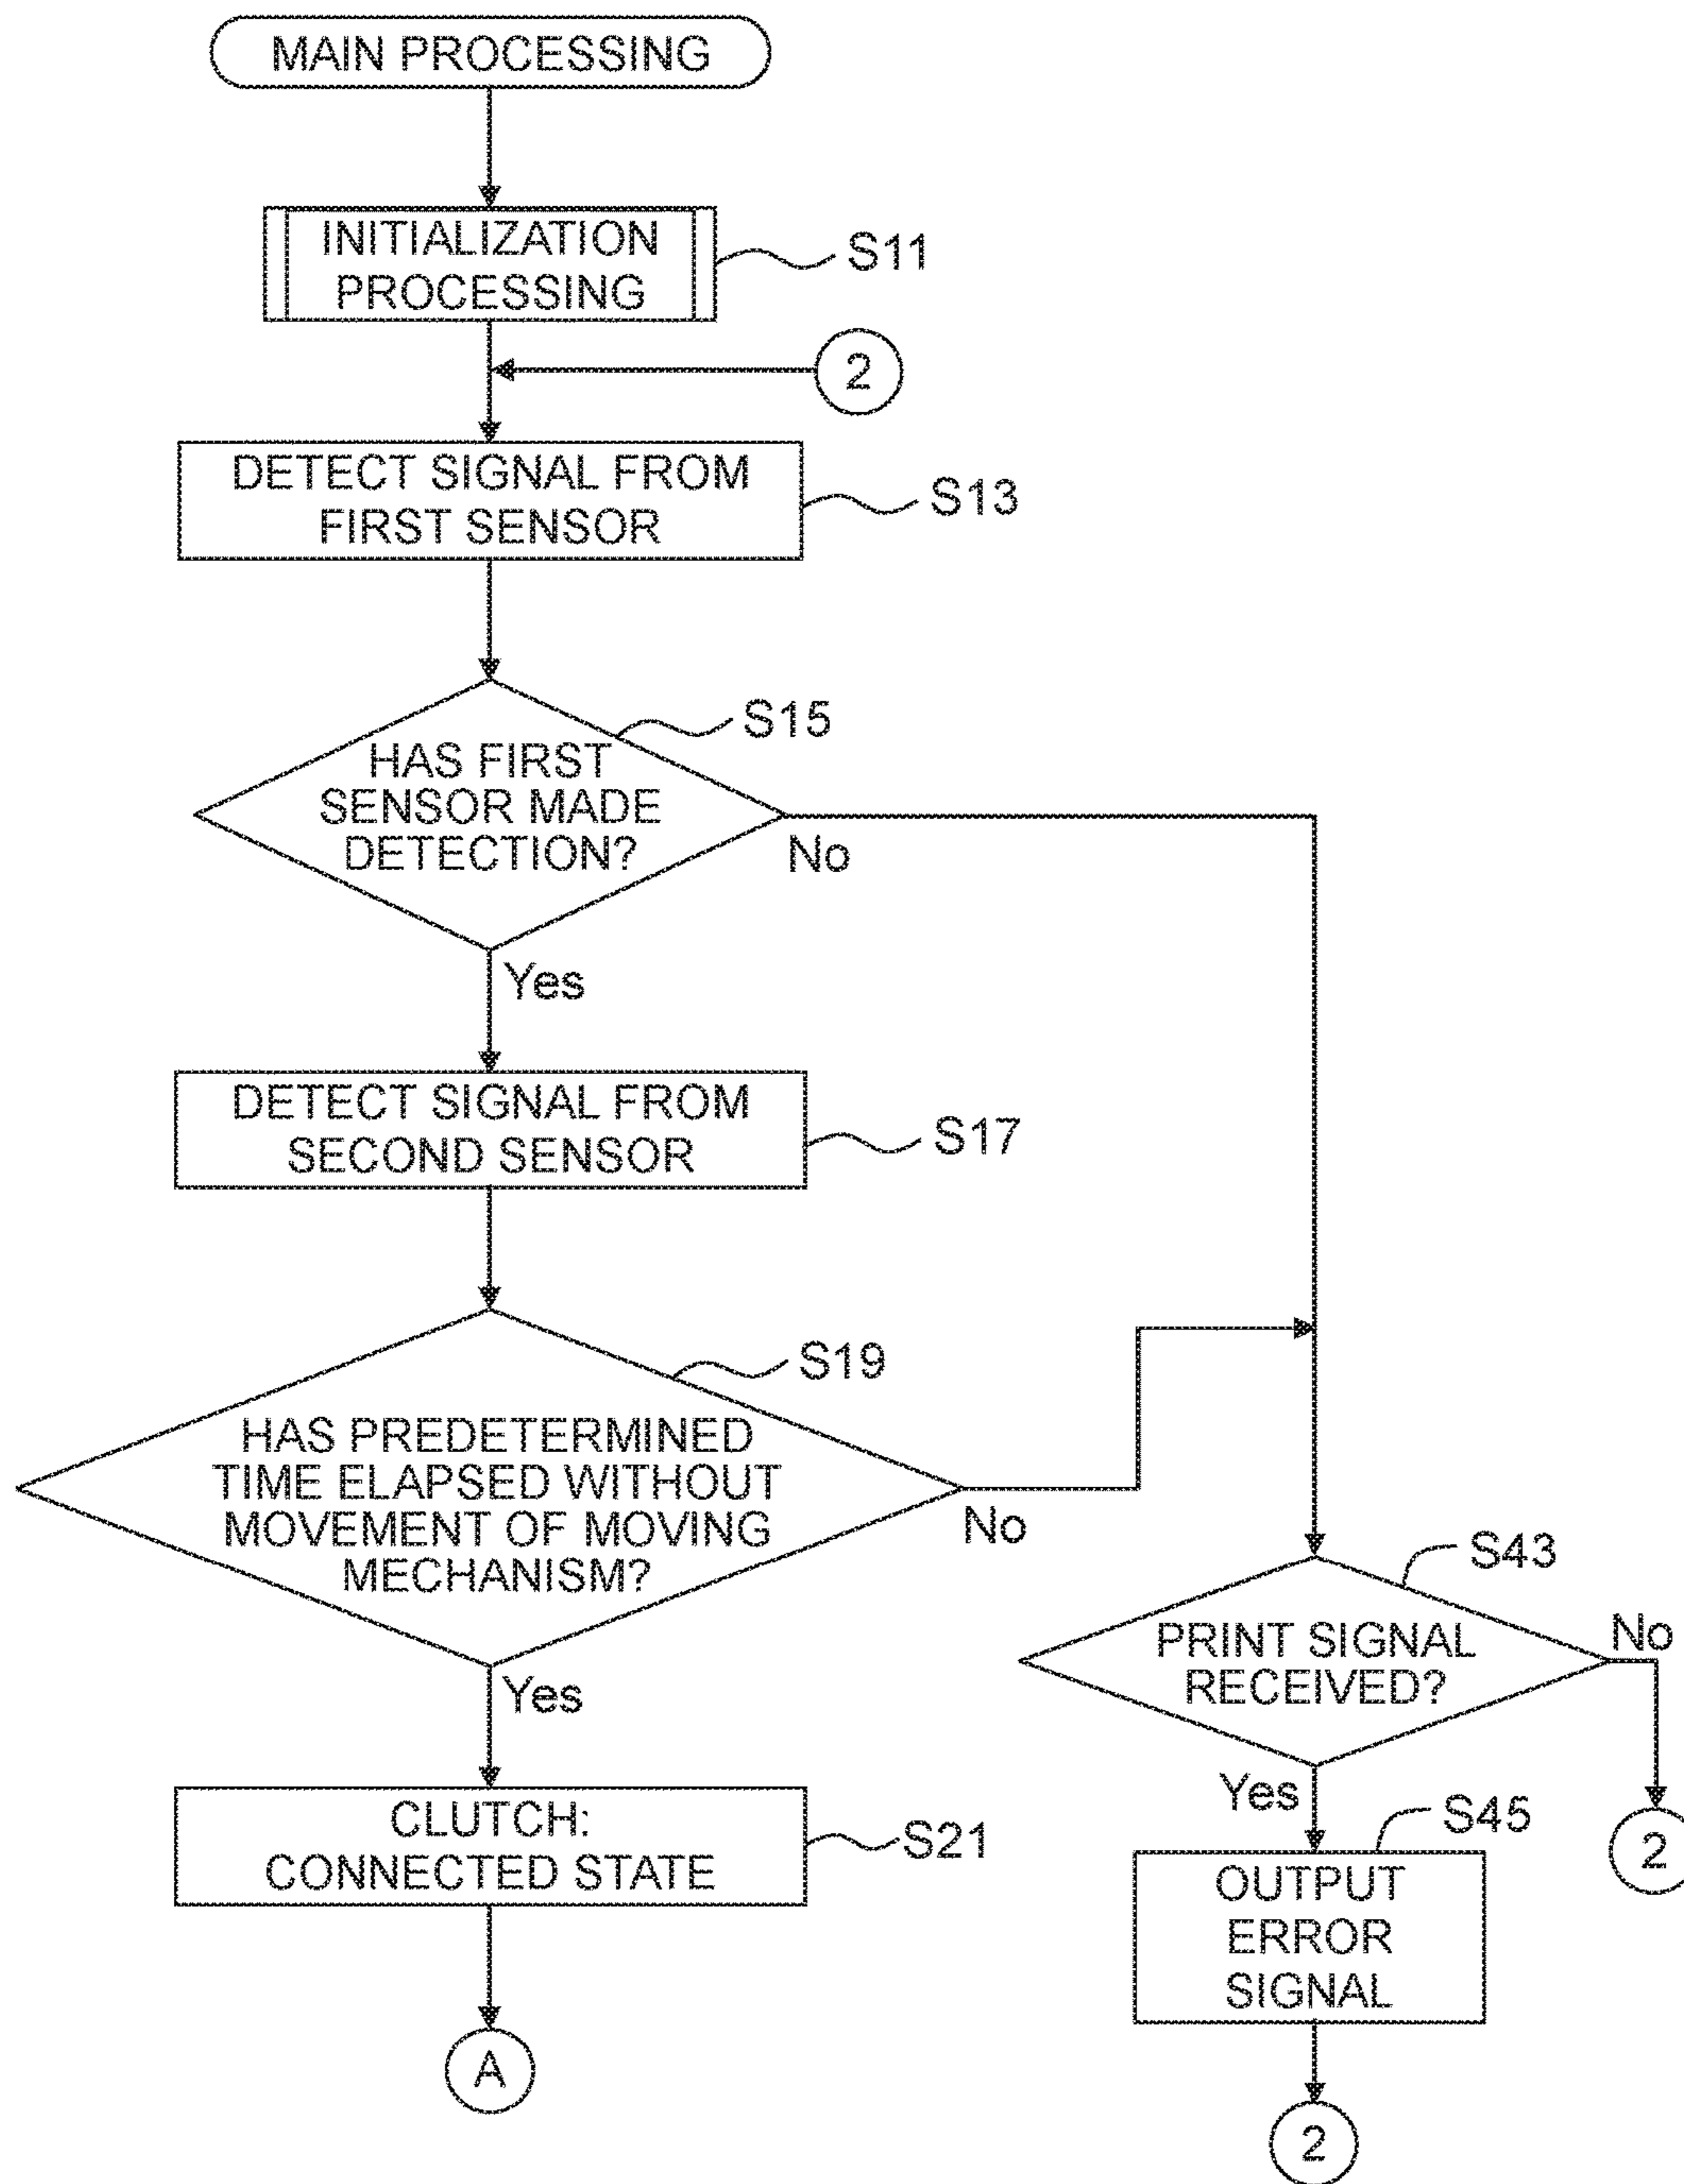 MAIN PROCESSING
INITIALIZATION
PROCESSING
S11
2
DETECT SIGNAL FROM
FIRST SENSOR
S13
S15
HAS FIRST
SENSOR MADE
DETECTION?
No
Yes
DETECT SIGNAL FROM
SECOND SENSOR
S17
S19
HAS PREDETERMINED
TIME ELAPSED WITHOUT
MOVEMENT OF MOVING
MECHANISM?
No
Yes
S43
PRINT SIGNAL
RECEIVED?
No
Yes
2
CLUTCH:
CONNECTED STATE
S21
A
S45
OUTPUT
ERROR
SIGNAL
2